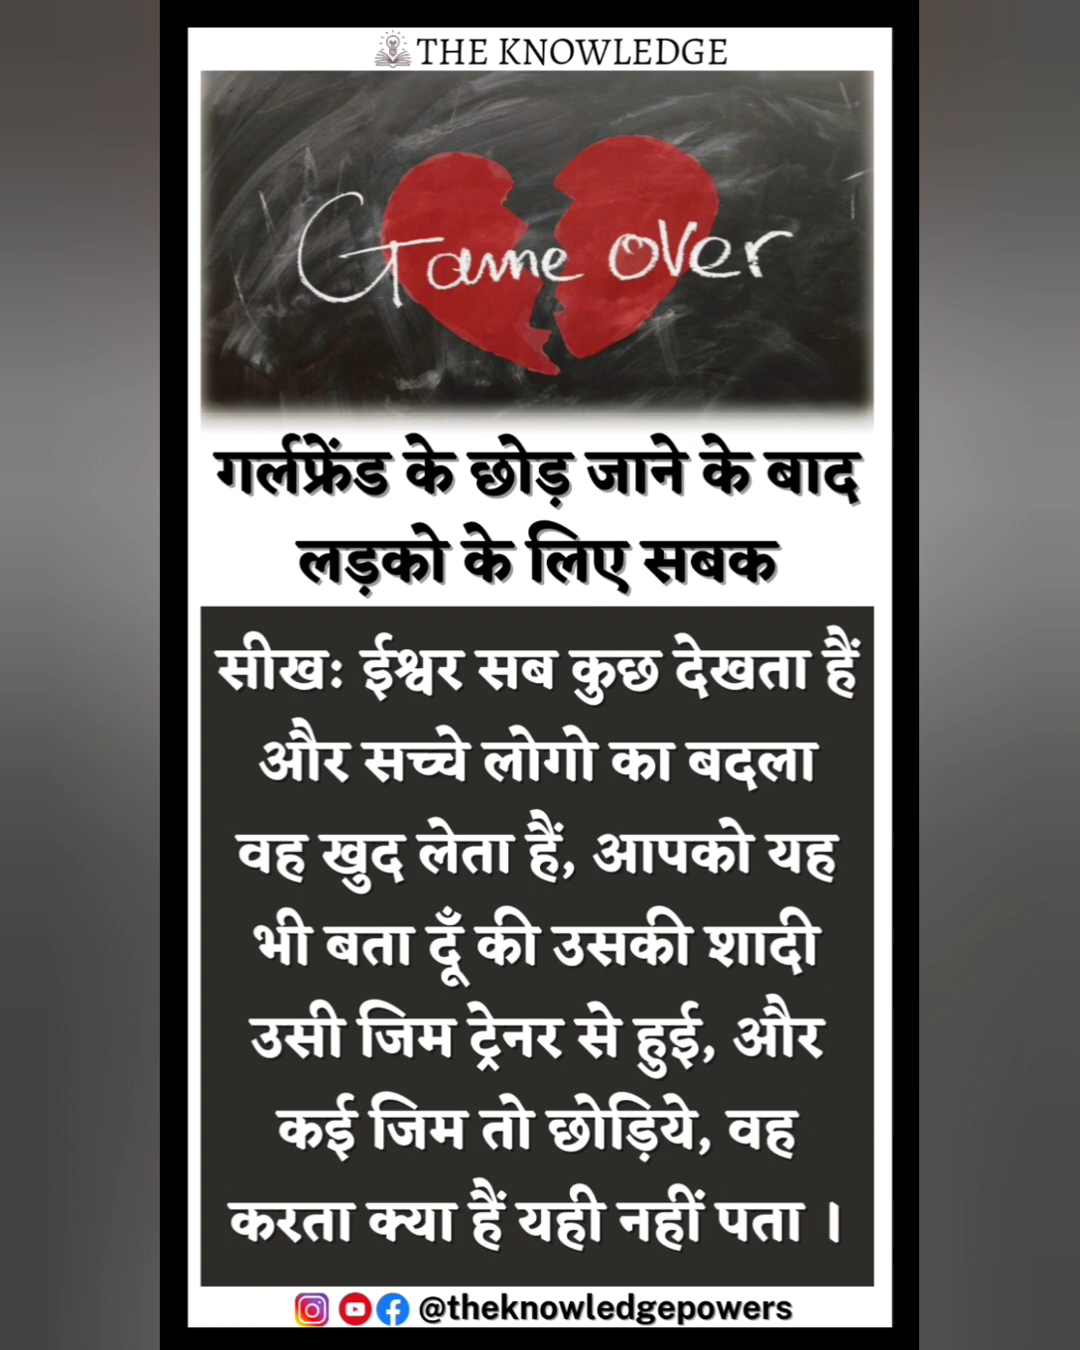 THE KNOWLEDGE
Game over
गर्लफ्रेंड के छोड़ जाने के बाद
लड़को के लिए सबक
सीख: ईश्वर सब कुछ देखता हैं
और सच्चे लोगो का बदला
वह खुद लेता हैं, आपको यह
भी बता दूँ की उसकी शादी
उसी जिम ट्रेनर से हुई, और
कई जिम तो छोड़िये, वह
करता क्या हैं यही नहीं पता ।
@theknowledgepowers